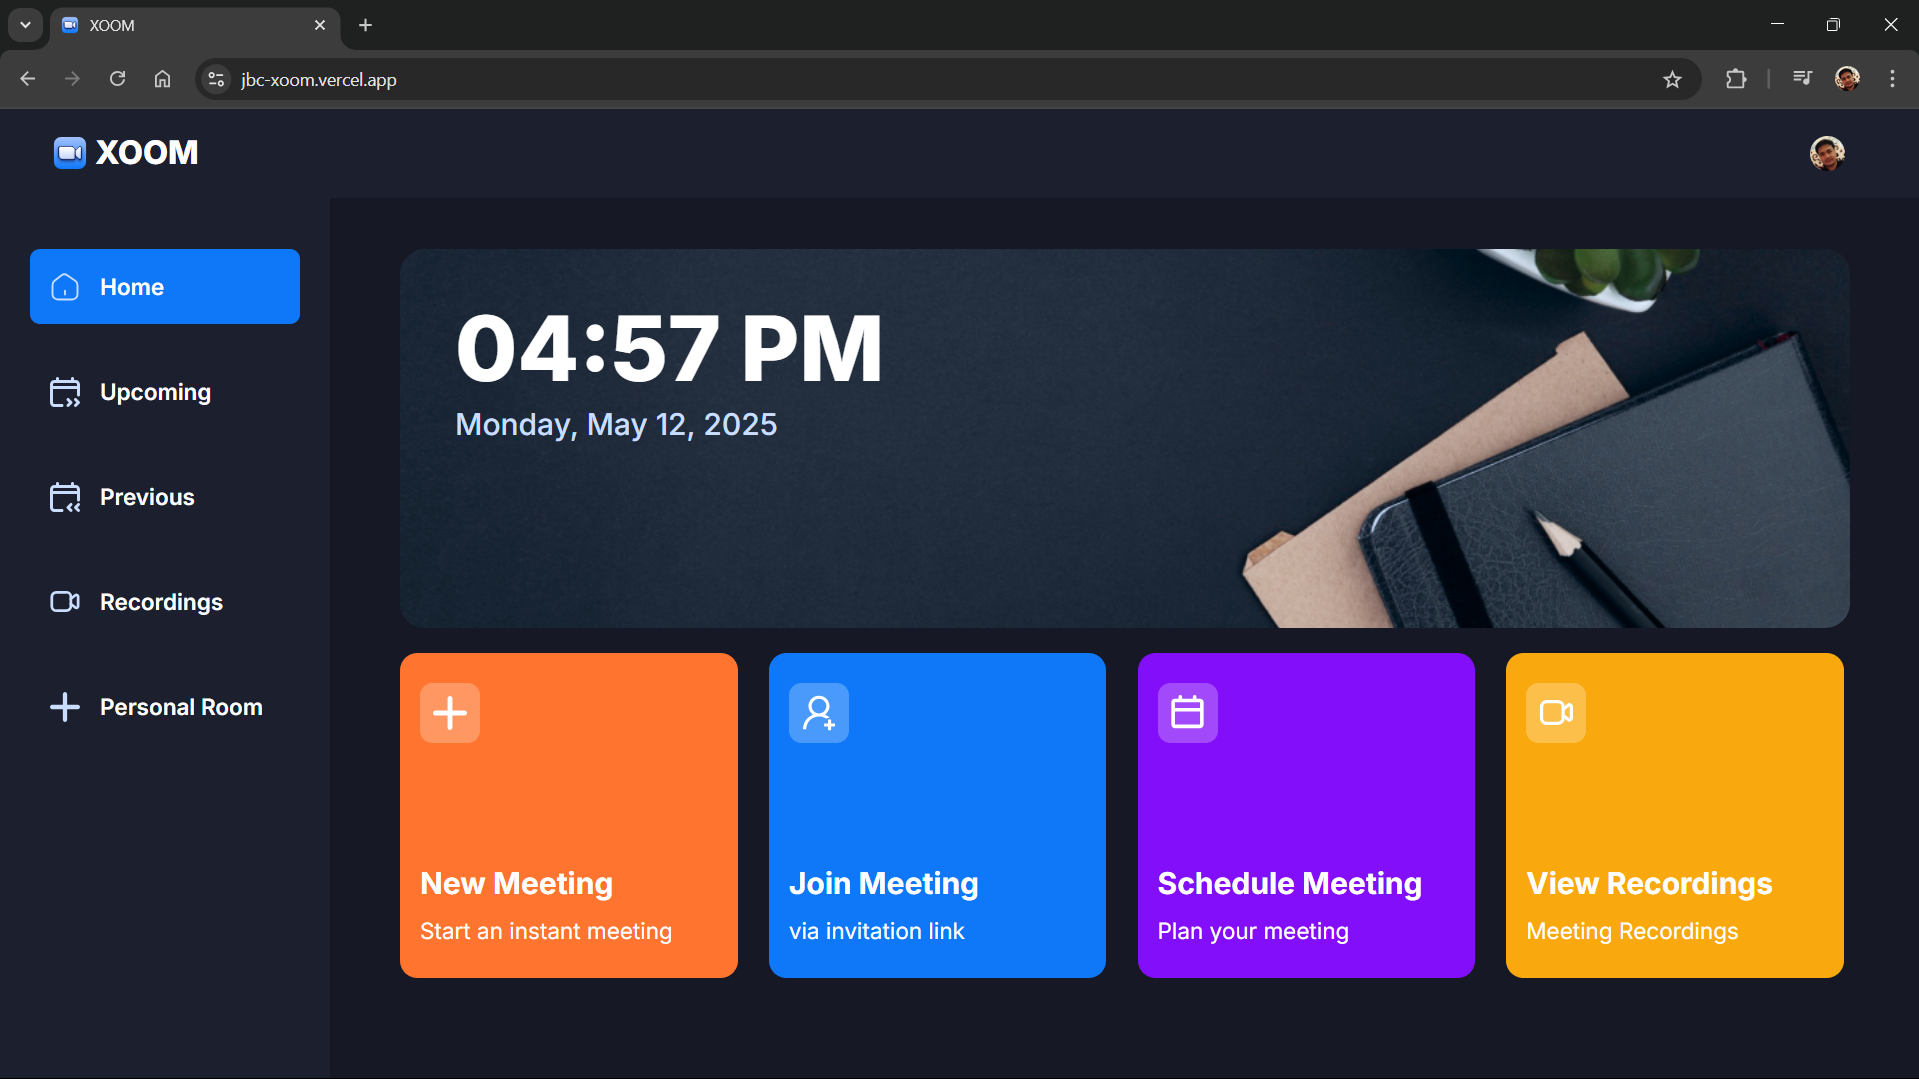 XOOM
jbc-xoom.vercel.app
XOOM
Home
Upcoming
Previous
Recordings
Personal Room
04:57 PM
Monday, May 12, 2025
New Meeting
Start an instant meeting
Join Meeting
via invitation link
Schedule Meeting
Plan your meeting
View Recordings
Meeting Recordings